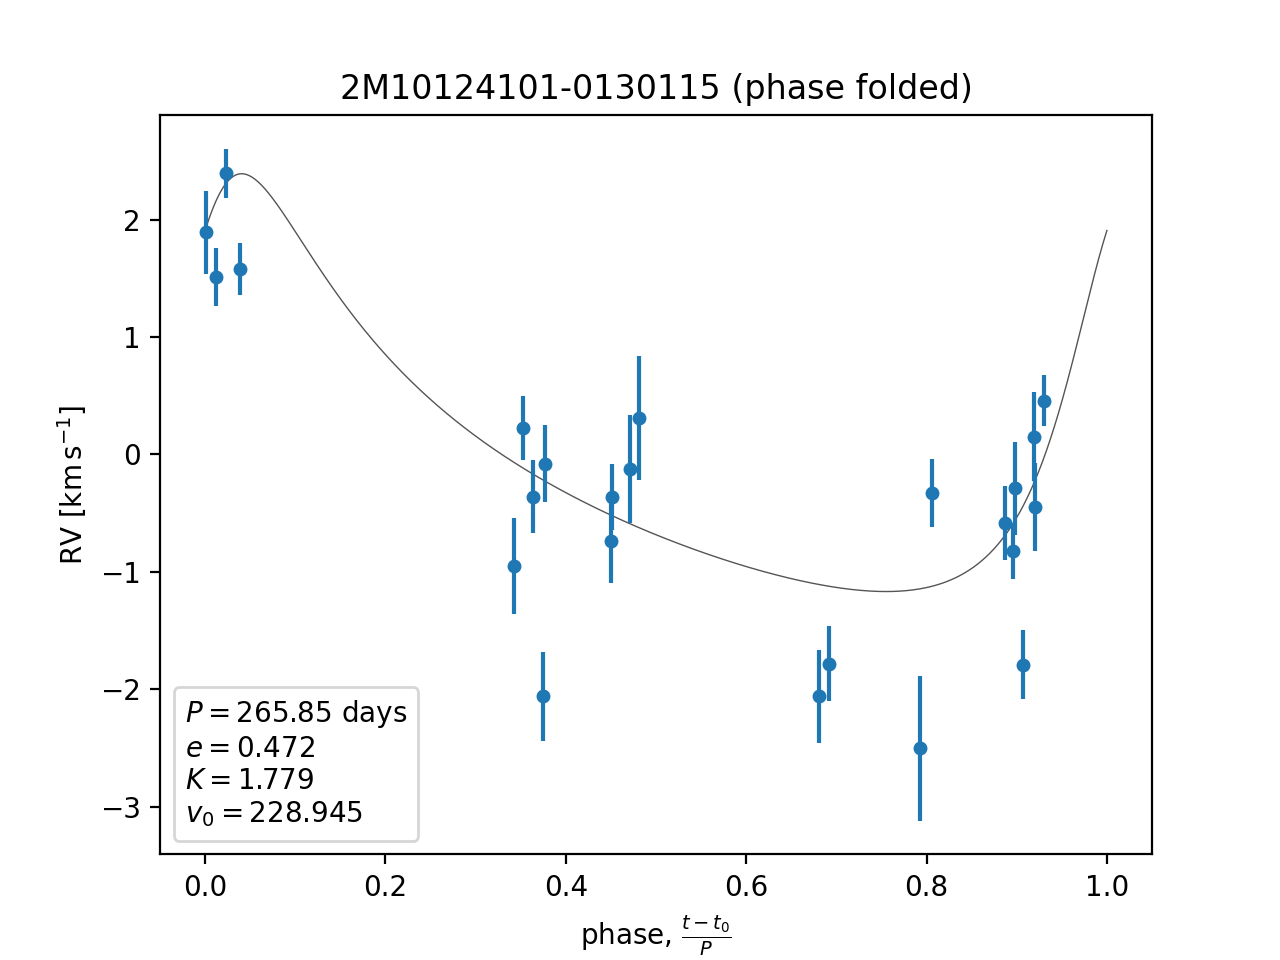 2M10124101-0130115 (phase folded)
RV [km s⁻¹]
2
1
0
−1
−2
−3
P = 265.85 days
e = 0.472
K = 1.779
v₀ = 228.945
0.0 0.2 0.4 0.6 0.8 1.0
phase, (t − t₀)/P